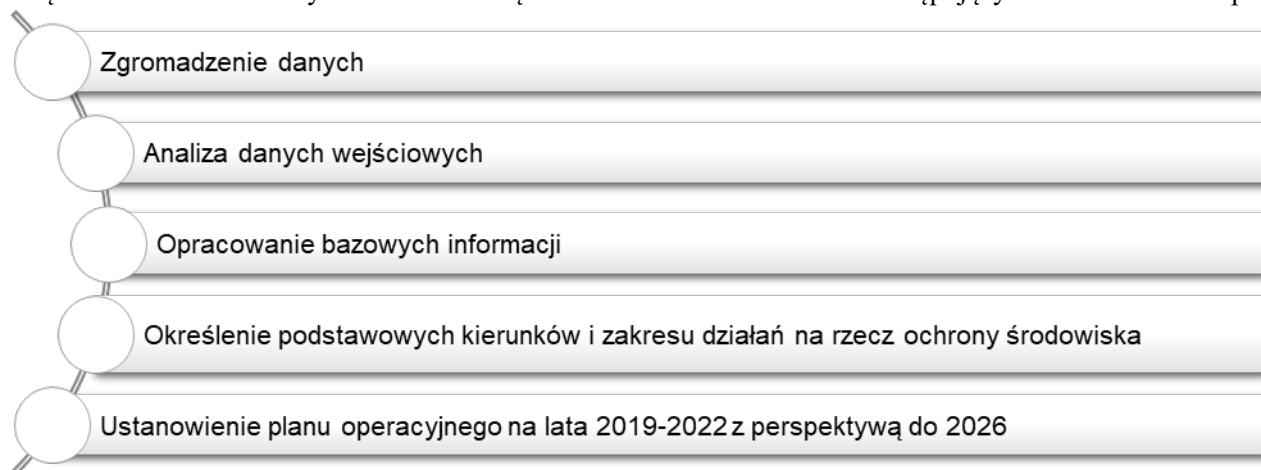 Zgromadzenie danych
Analiza danych wejściowych
Opracowanie bazowych informacji
Określenie podstawowych kierunków i zakresu działań na rzecz ochrony środowiska
Ustanowienie planu operacyjnego na lata 2019-2022 z perspektywą do 2026